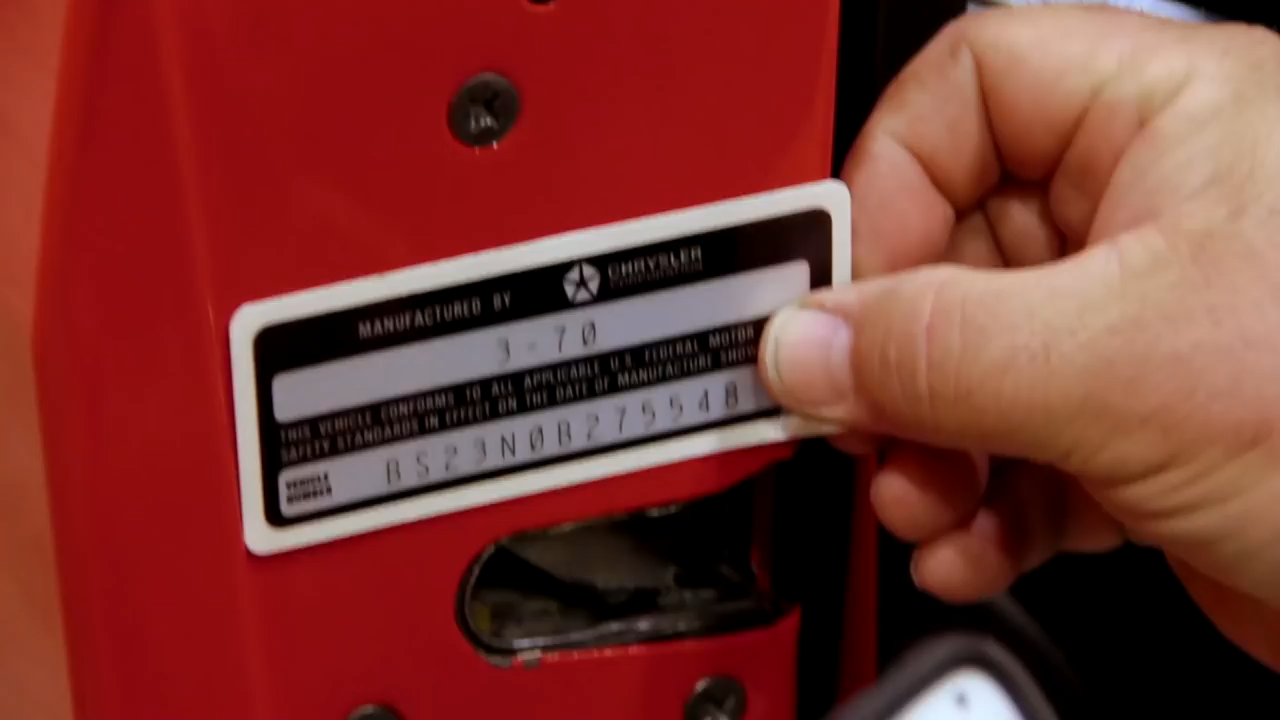 MANUFACTURED BY CHRYSLER CORPORATION
3-70
THIS VEHICLE CONFORMS TO ALL APPLICABLE U.S. FEDERAL MOTOR
SAFETY STANDARDS IN EFFECT ON THE DATE OF MANUFACTURE
VEHICLE NUMBER BS23N0B275548